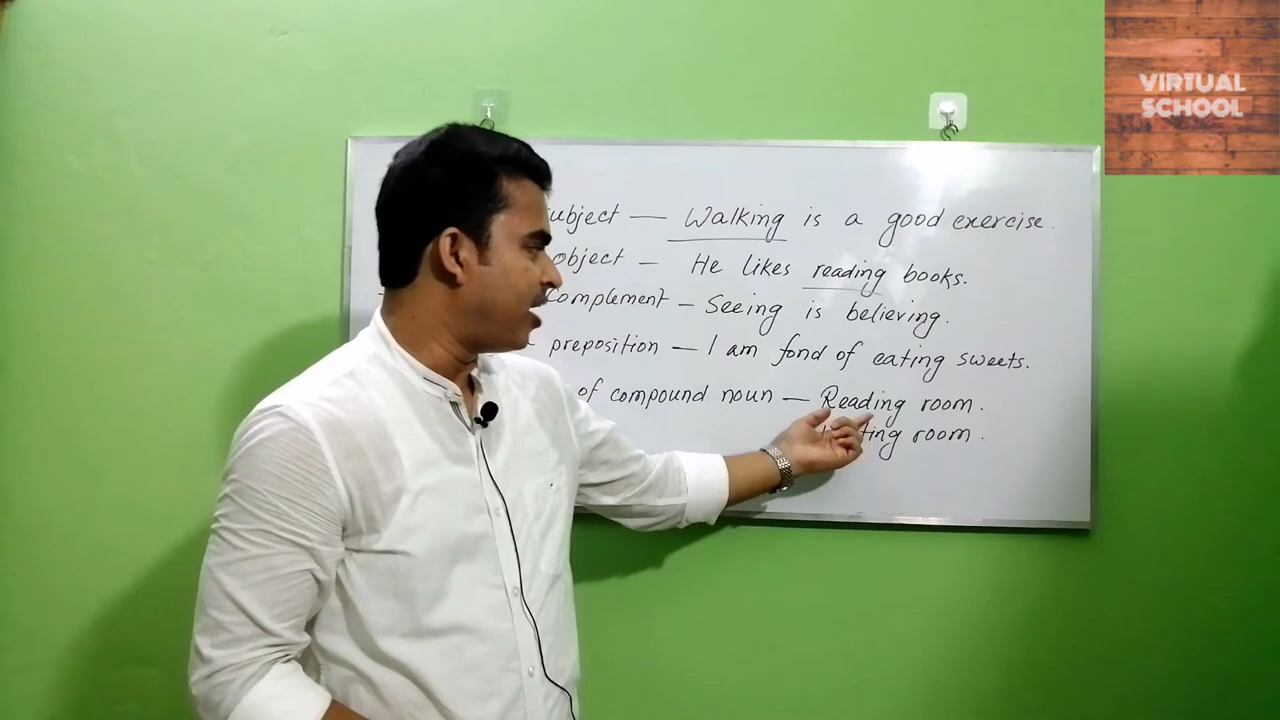 VIRTUAL
SCHOOL
subject — Walking is a good exercise.
object — He likes reading books.
complement — Seeing is believing.
preposition — I am fond of eating sweets.
of compound noun — Reading room.
room.